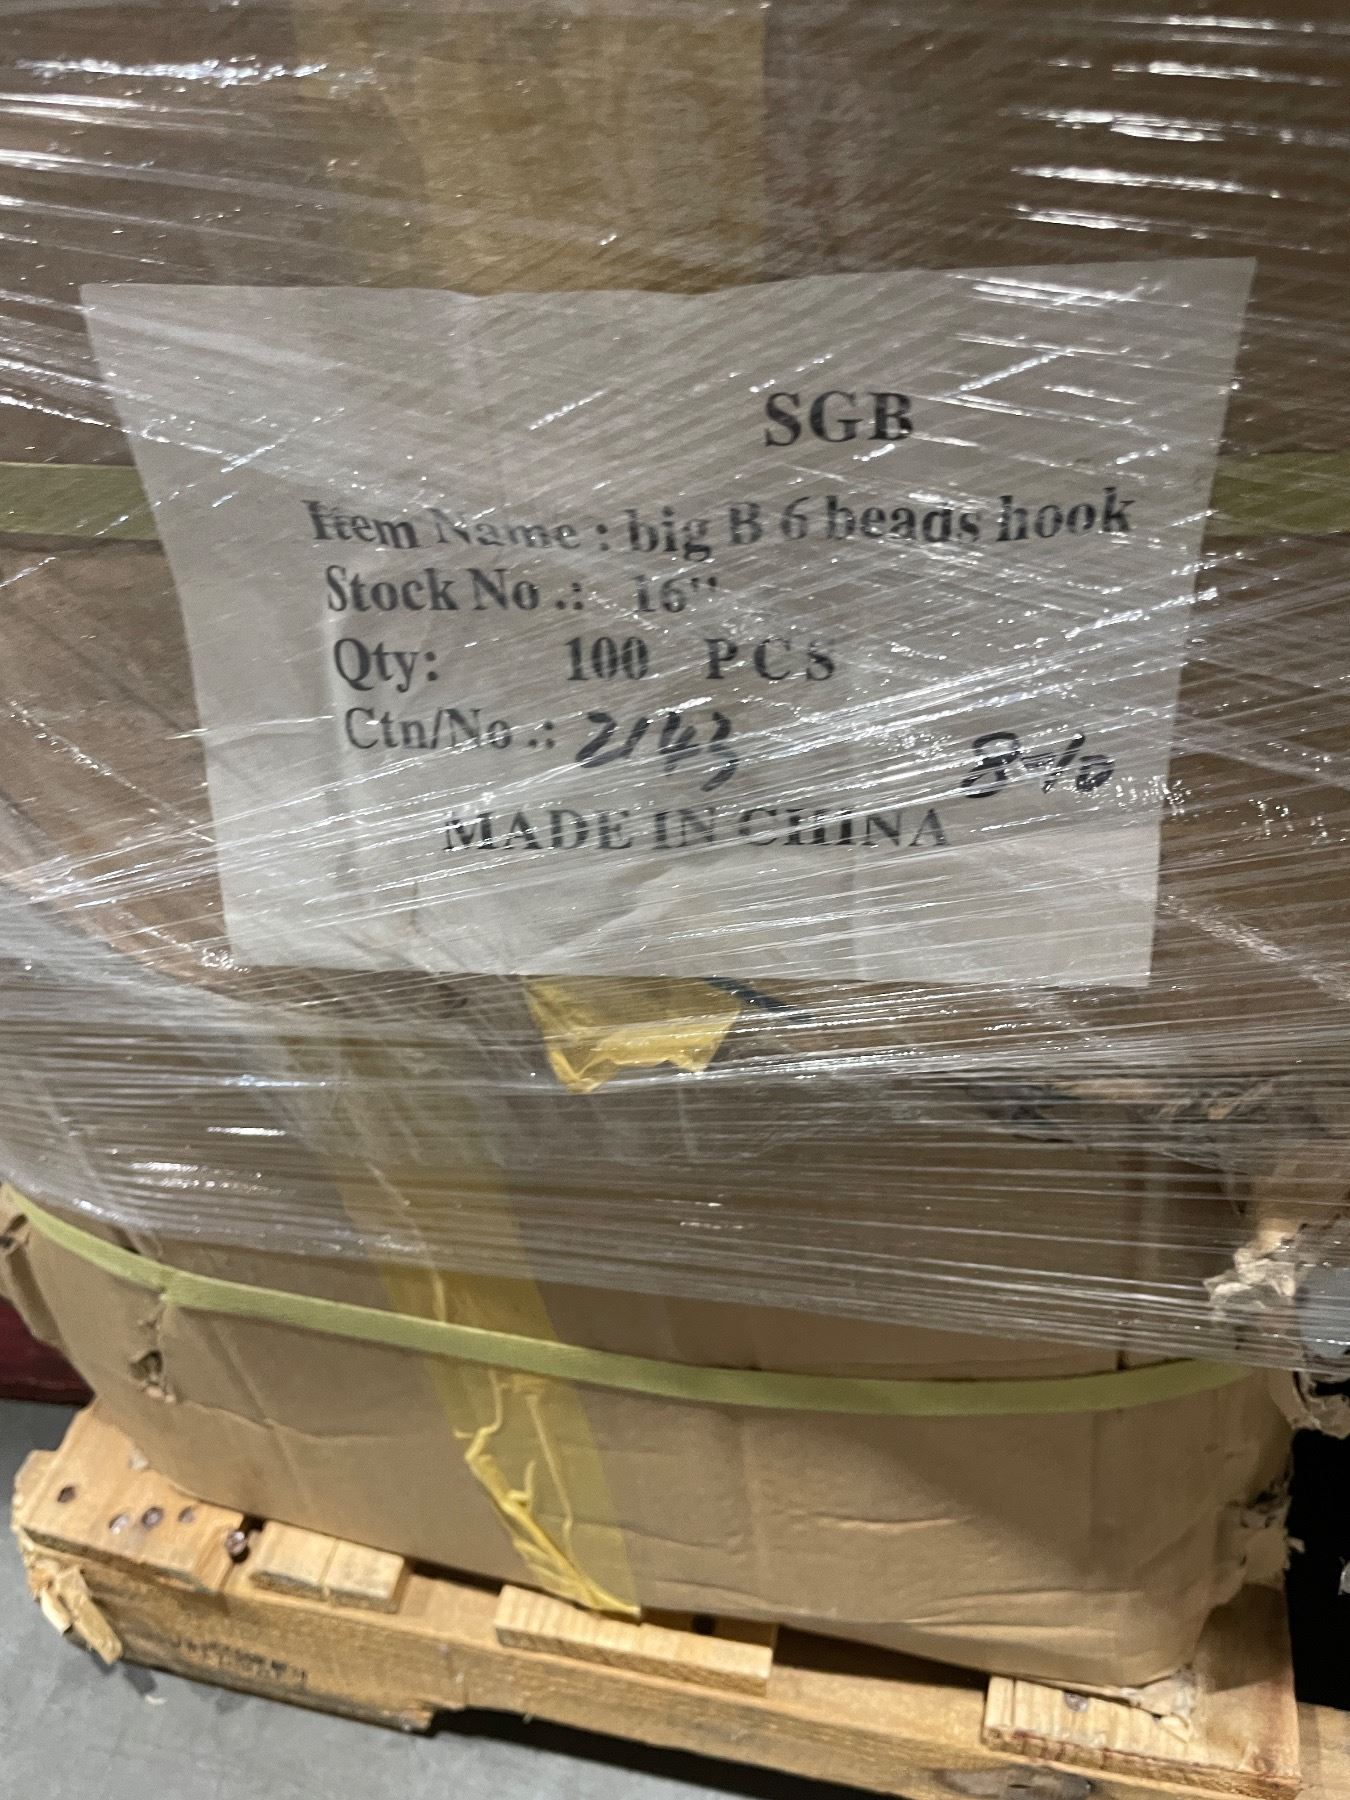 SGB
Item Name : big B 6 beads hook
Stock No .: 16"
Qty: 100 PCS
Ctn/No .: 2143
MADE IN CHINA